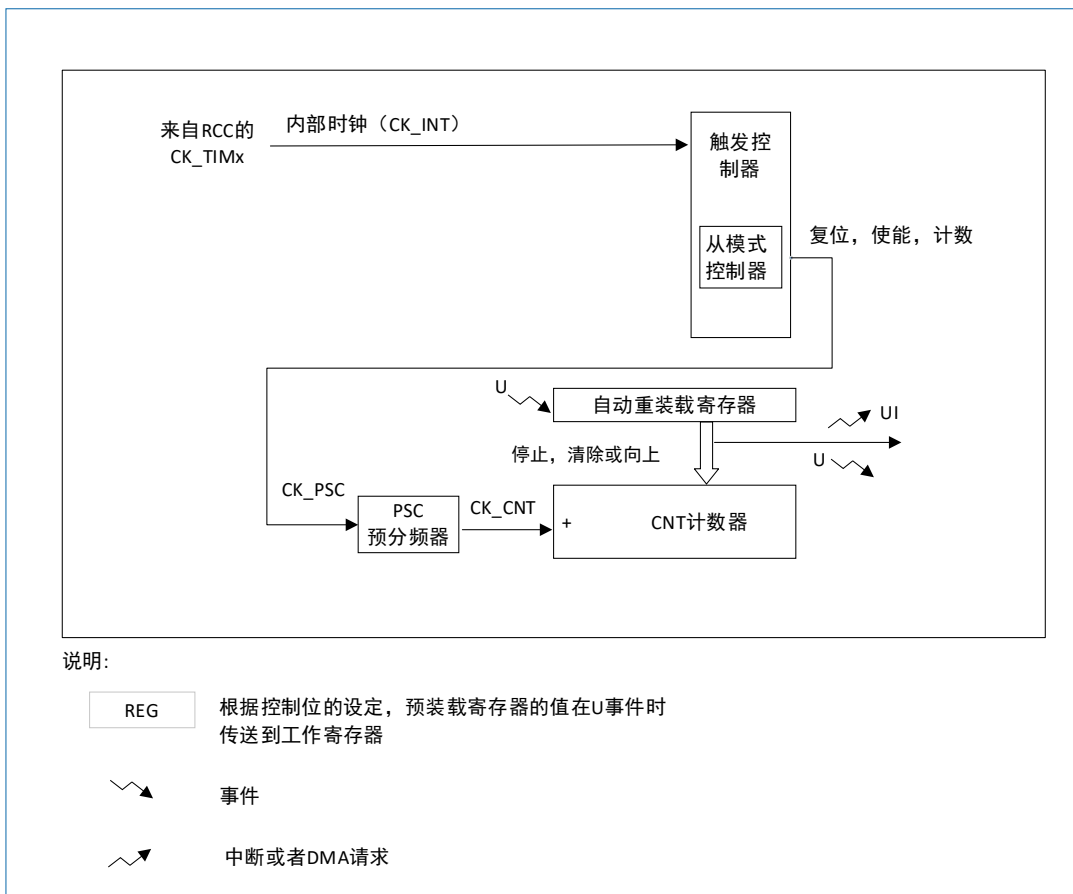 来自RCC的
CK_TIMx
内部时钟（CK_INT）
触发控
制器
从模式
控制器
复位，使能，计数
U
自动重装载寄存器
UI
停止，清除或向上
U
CK_PSC
PSC
预分频器
CK_CNT
+
CNT计数器
说明:
REG
根据控制位的设定，预装载寄存器的值在U事件时
传送到工作寄存器
事件
中断或者DMA请求